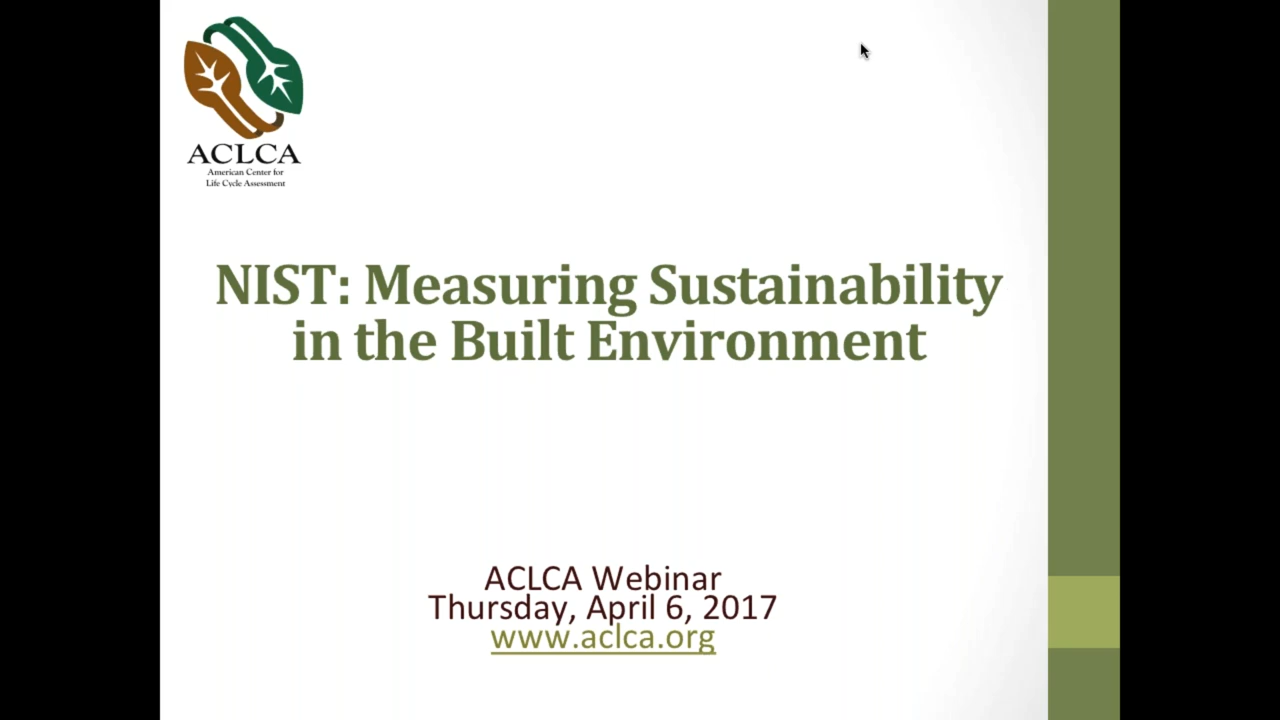 ACLCA
American Center for
Life Cycle Assessment
NIST: Measuring Sustainability
in the Built Environment
ACLCA Webinar
Thursday, April 6, 2017
www.aclca.org